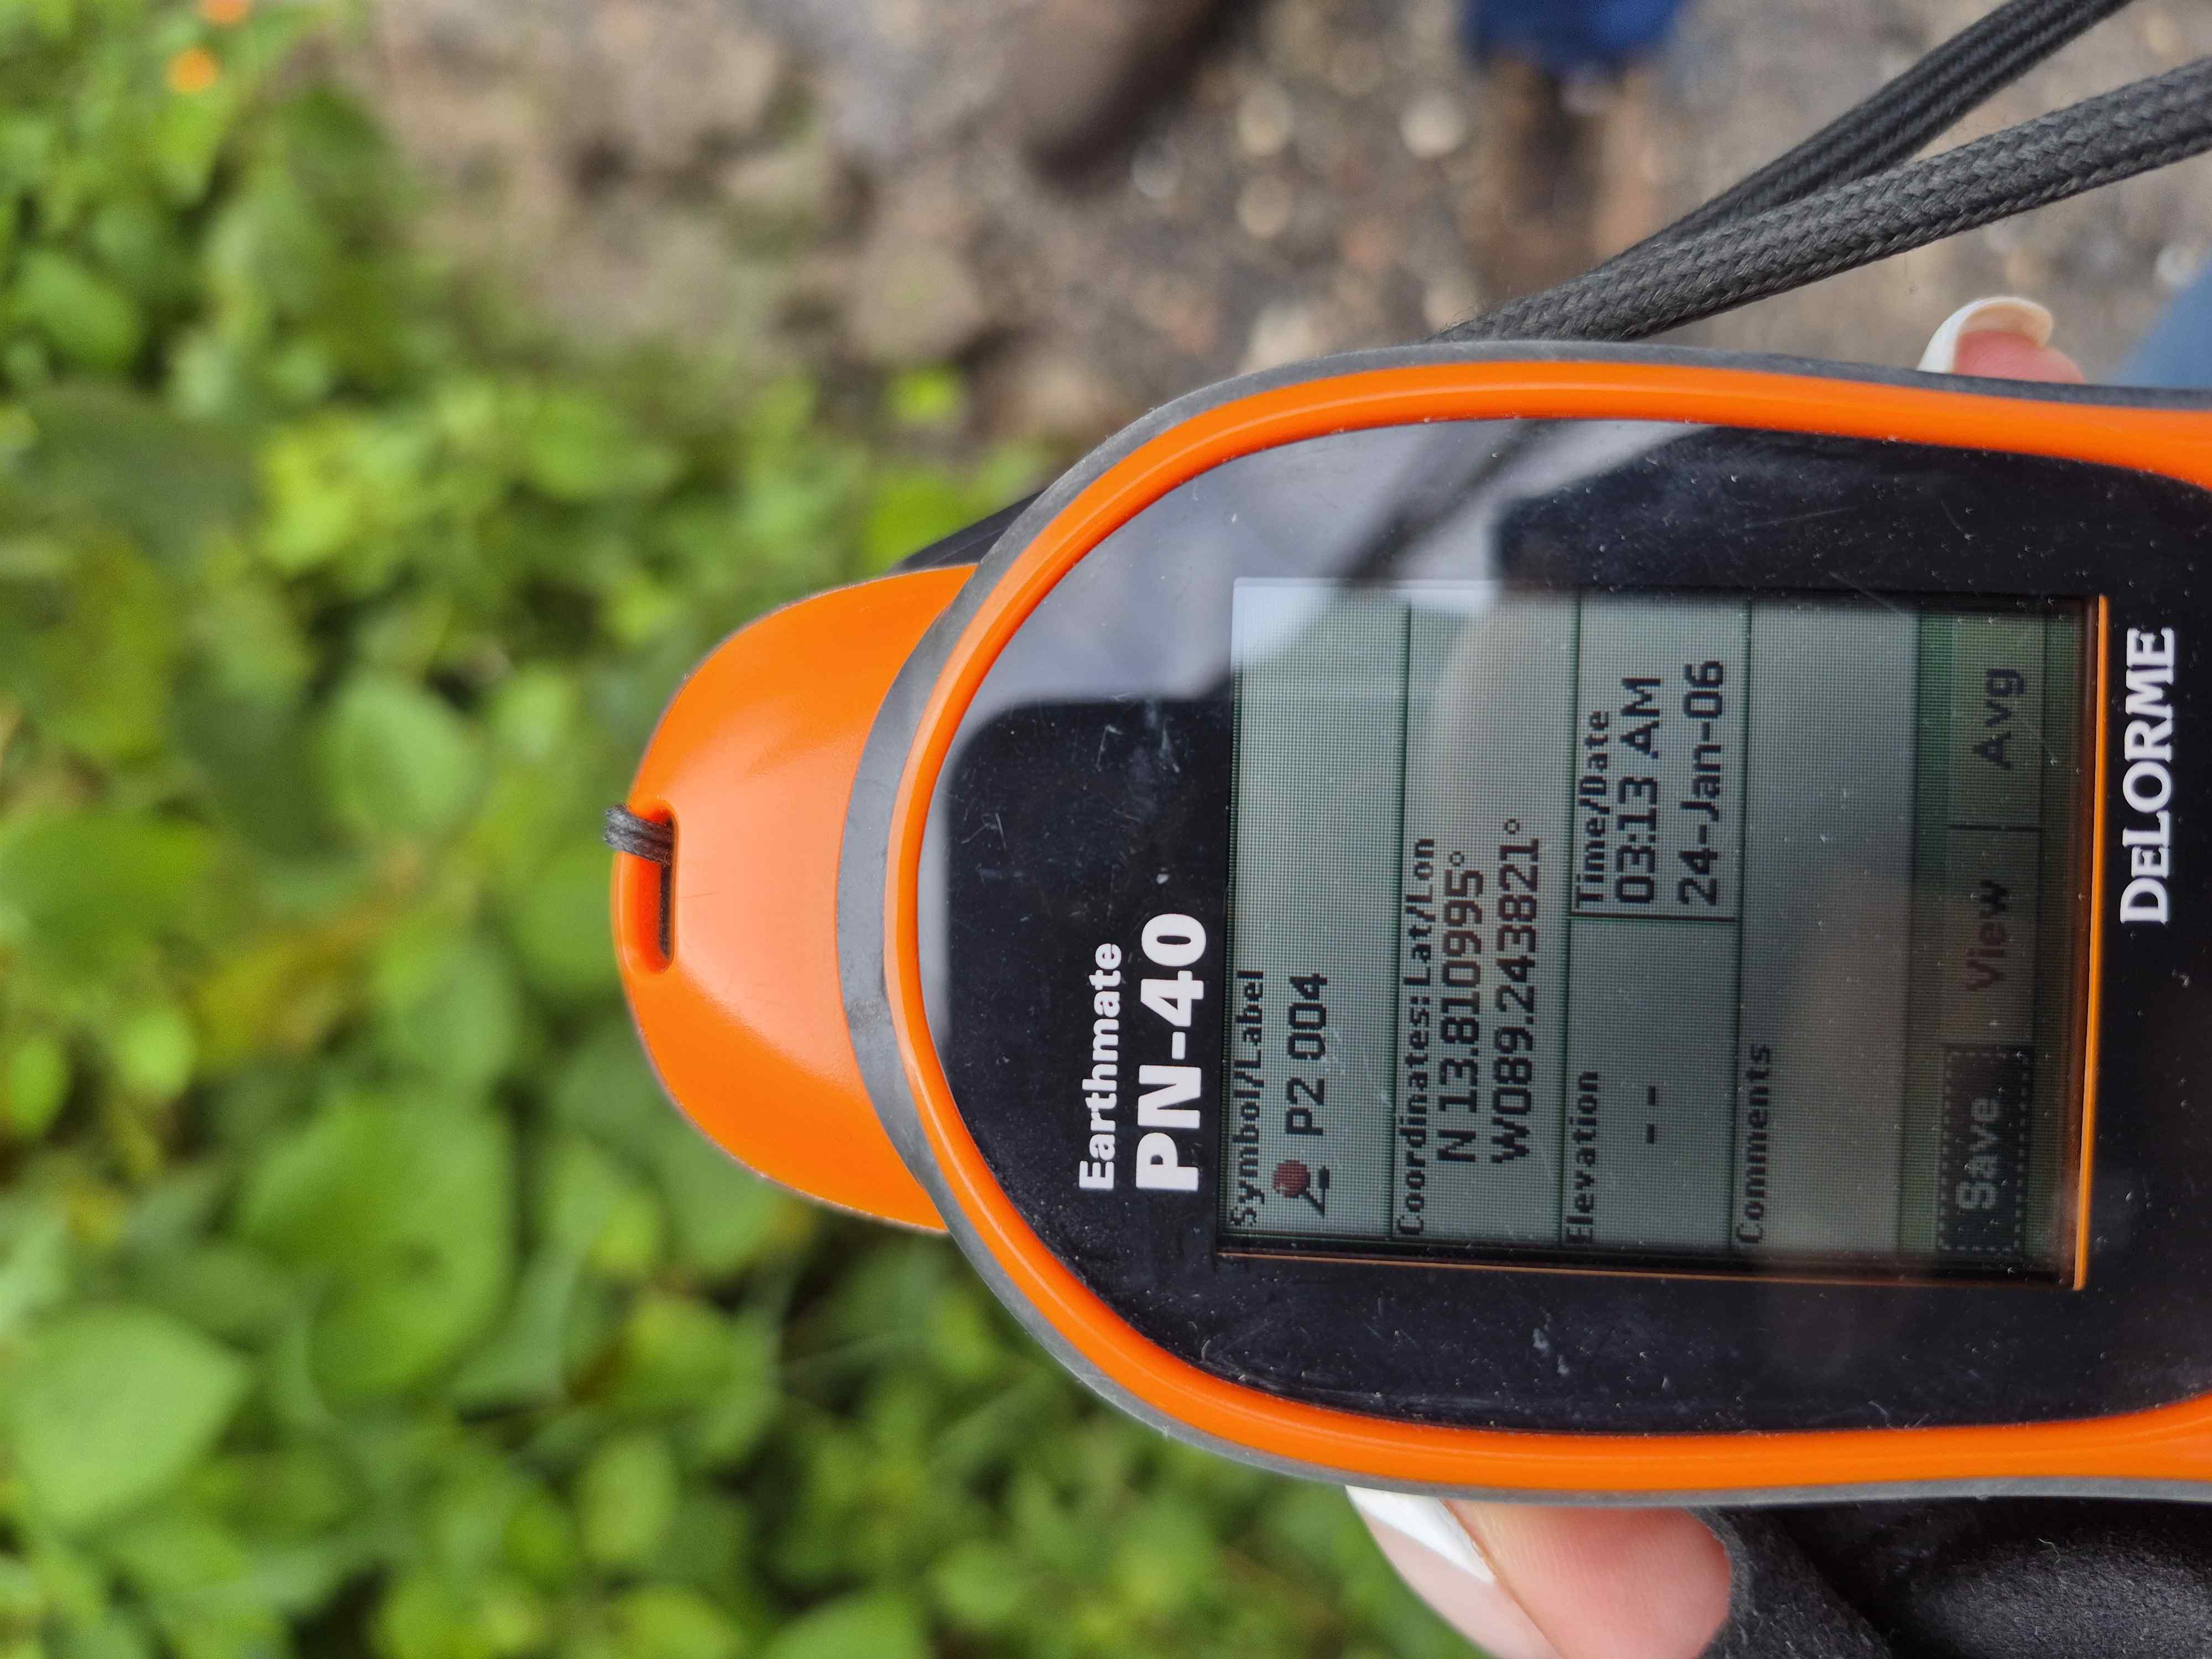 Earthmate
PN-40
Symbol/Label
P2 004
Coordinates:Lat/Lon
N 13.810995°
W089.243821°
Elevation
--
Time/Date
03:13 AM
24-Jan-06
Comments
Save
View
Avg
DELORME